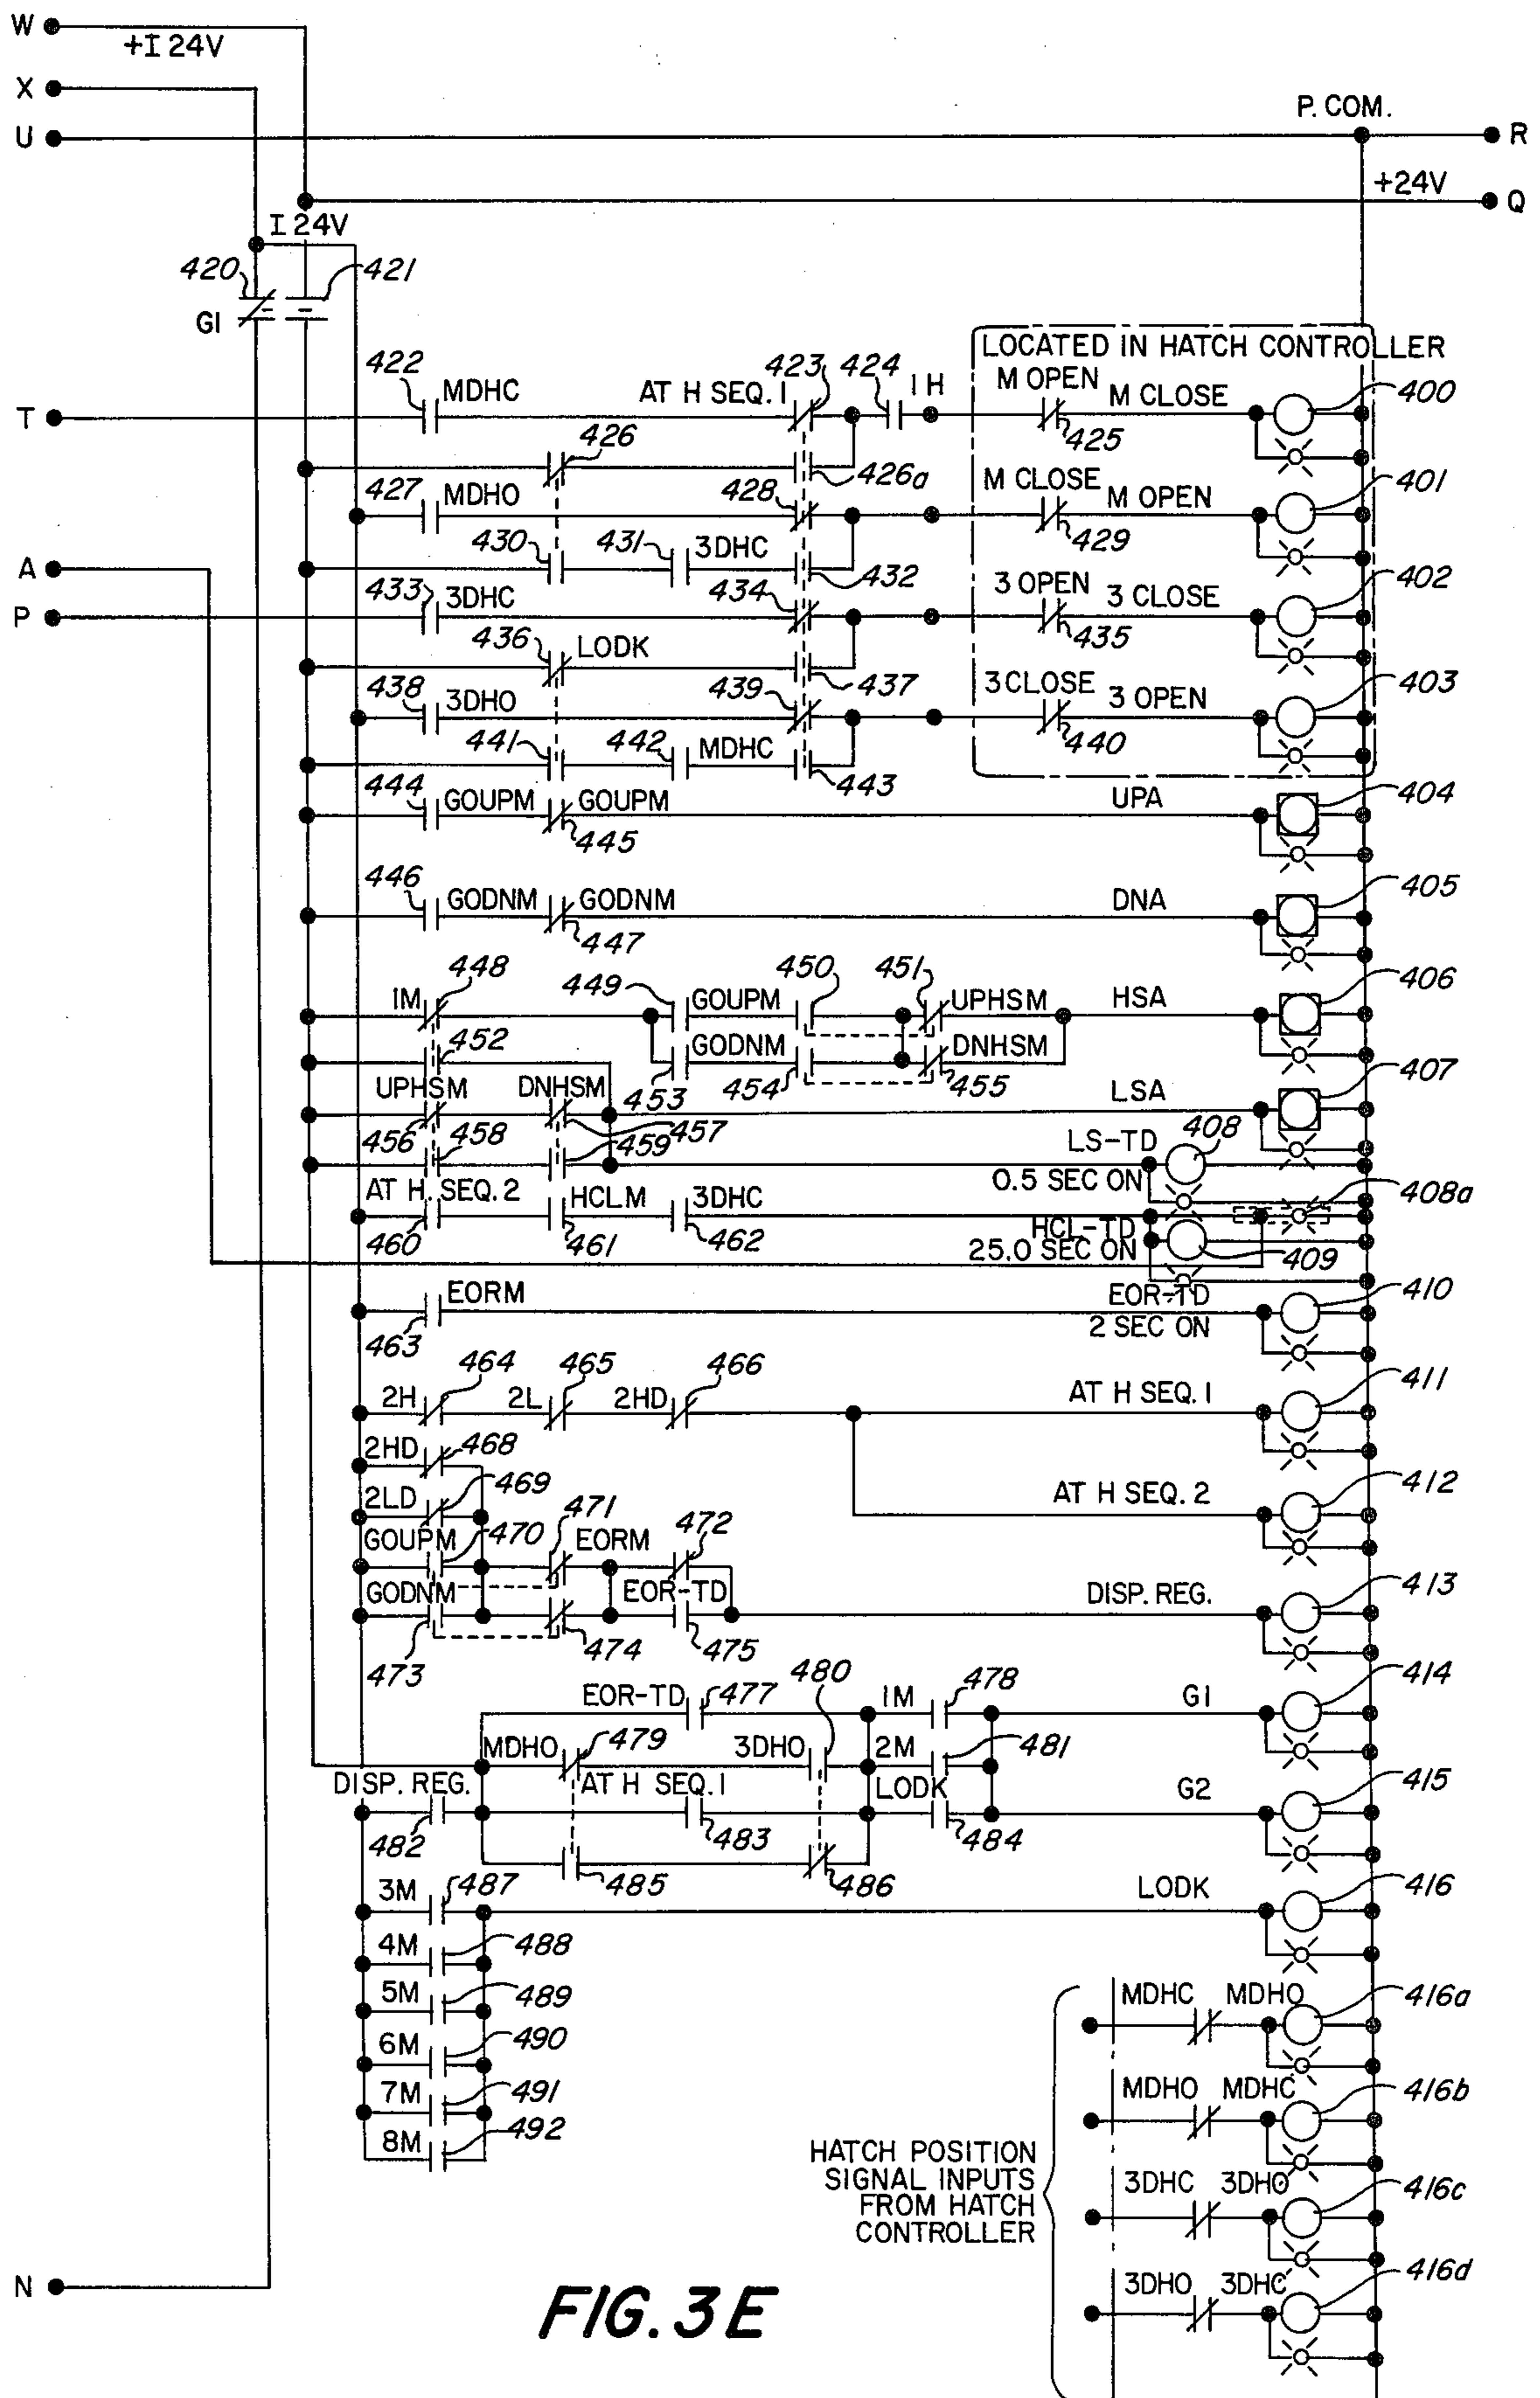 W
+I 24V
X
P. COM.
U
R
+24V
Q
I 24V
420
421
G1
LOCATED IN HATCH CONTROLLER
422
MDHC
AT H SEQ. 1
423
424
1H
M OPEN
M CLOSE
400
T
425
426
426a
427
MDHO
428
M CLOSE
M OPEN
401
429
430
431
3DHC
432
A
433
3DHC
434
3 OPEN
3 CLOSE
402
P
435
436
LODK
437
438
3DHO
439
3 CLOSE
3 OPEN
403
440
441
442
MDHC
443
444
GOUPM
GOUPM
UPA
404
445
446
GODNM
GODNM
DNA
405
447
1M
448
449
GOUPM
450
451
UPHSM
HSA
406
452
GODNM
DNHSM
453
454
455
UPHSM
DNHSM
LSA
407
456
458
457
459
LS-TD
408
0.5 SEC ON
AT H. SEQ. 2
HCLM
3DHC
408a
460
461
462
HCL-TD
25.0 SEC ON
409
EORM
EOR-TD
410
463
2 SEC ON
2H
464
2L
465
2HD
466
AT H SEQ. 1
411
2HD
468
2LD
469
AT H SEQ. 2
412
GOUPM
470
471
EORM
472
GODNM
EOR-TD
DISP. REG.
413
473
474
475
EOR-TD
477
480
1M
478
G1
414
MDHO
479
3DHO
2M
481
DISP. REG.
AT H SEQ. 1
LODK
G2
415
482
483
484
485
486
3M
487
LODK
416
4M
488
5M
489
6M
490
7M
491
8M
492
MDHC
MDHO
416a
MDHO
MDHC
416b
HATCH POSITION
SIGNAL INPUTS
FROM HATCH
CONTROLLER
3DHC
3DHO
416c
3DHO
3DHC
416d
N
FIG. 3E